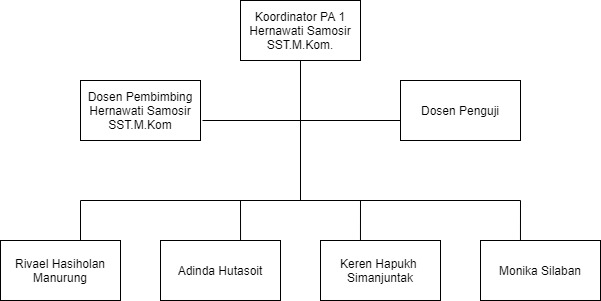 Koordinator PA 1
Hernawati Samosir
SST.M.Kom.
Dosen Pembimbing
Hernawati Samosir
SST.M.Kom
Dosen Penguji
Rivael Hasiholan
Manurung
Adinda Hutasoit
Keren Hapukh
Simanjuntak
Monika Silaban